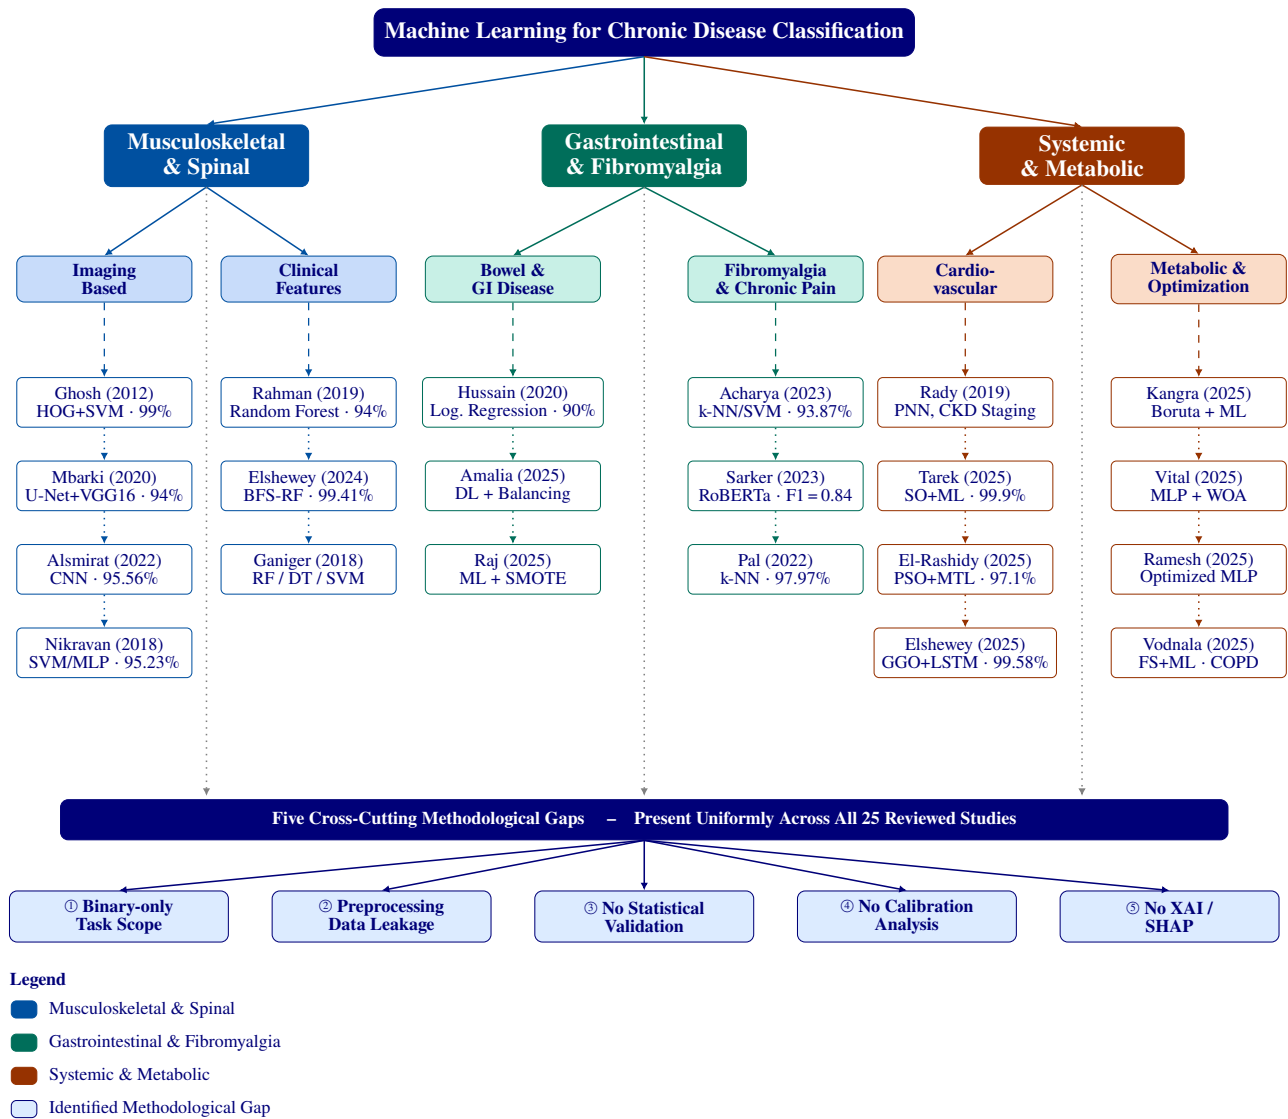 Machine Learning for Chronic Disease Classification
Musculoskeletal
& Spinal
Gastrointestinal
& Fibromyalgia
Systemic
& Metabolic
Imaging
Based
Clinical
Features
Bowel &
GI Disease
Fibromyalgia
& Chronic Pain
Cardio-
vascular
Metabolic &
Optimization
Ghosh (2012)
HOG+SVM · 99%
Rahman (2019)
Random Forest · 94%
Hussain (2020)
Log. Regression · 90%
Acharya (2023)
k-NN/SVM · 93.87%
Rady (2019)
PNN, CKD Staging
Kangra (2025)
Boruta + ML
Mbarki (2020)
U-Net+VGG16 · 94%
Elshewey (2024)
BFS-RF · 99.41%
Amalia (2025)
DL + Balancing
Sarker (2023)
RoBERTa · F1 = 0.84
Tarek (2025)
SO+ML · 99.9%
Vital (2025)
MLP + WOA
Alsmirat (2022)
CNN · 95.56%
Ganiger (2018)
RF / DT / SVM
Raj (2025)
ML + SMOTE
Pal (2022)
k-NN · 97.97%
El-Rashidy (2025)
PSO+MTL · 97.1%
Ramesh (2025)
Optimized MLP
Nikravan (2018)
SVM/MLP · 95.23%
Elshewey (2025)
GGO+LSTM · 99.58%
Vodnala (2025)
FS+ML · COPD
Five Cross-Cutting Methodological Gaps – Present Uniformly Across All 25 Reviewed Studies
① Binary-only
Task Scope
② Preprocessing
Data Leakage
③ No Statistical
Validation
④ No Calibration
Analysis
⑤ No XAI /
SHAP
Legend
Musculoskeletal & Spinal
Gastrointestinal & Fibromyalgia
Systemic & Metabolic
Identified Methodological Gap